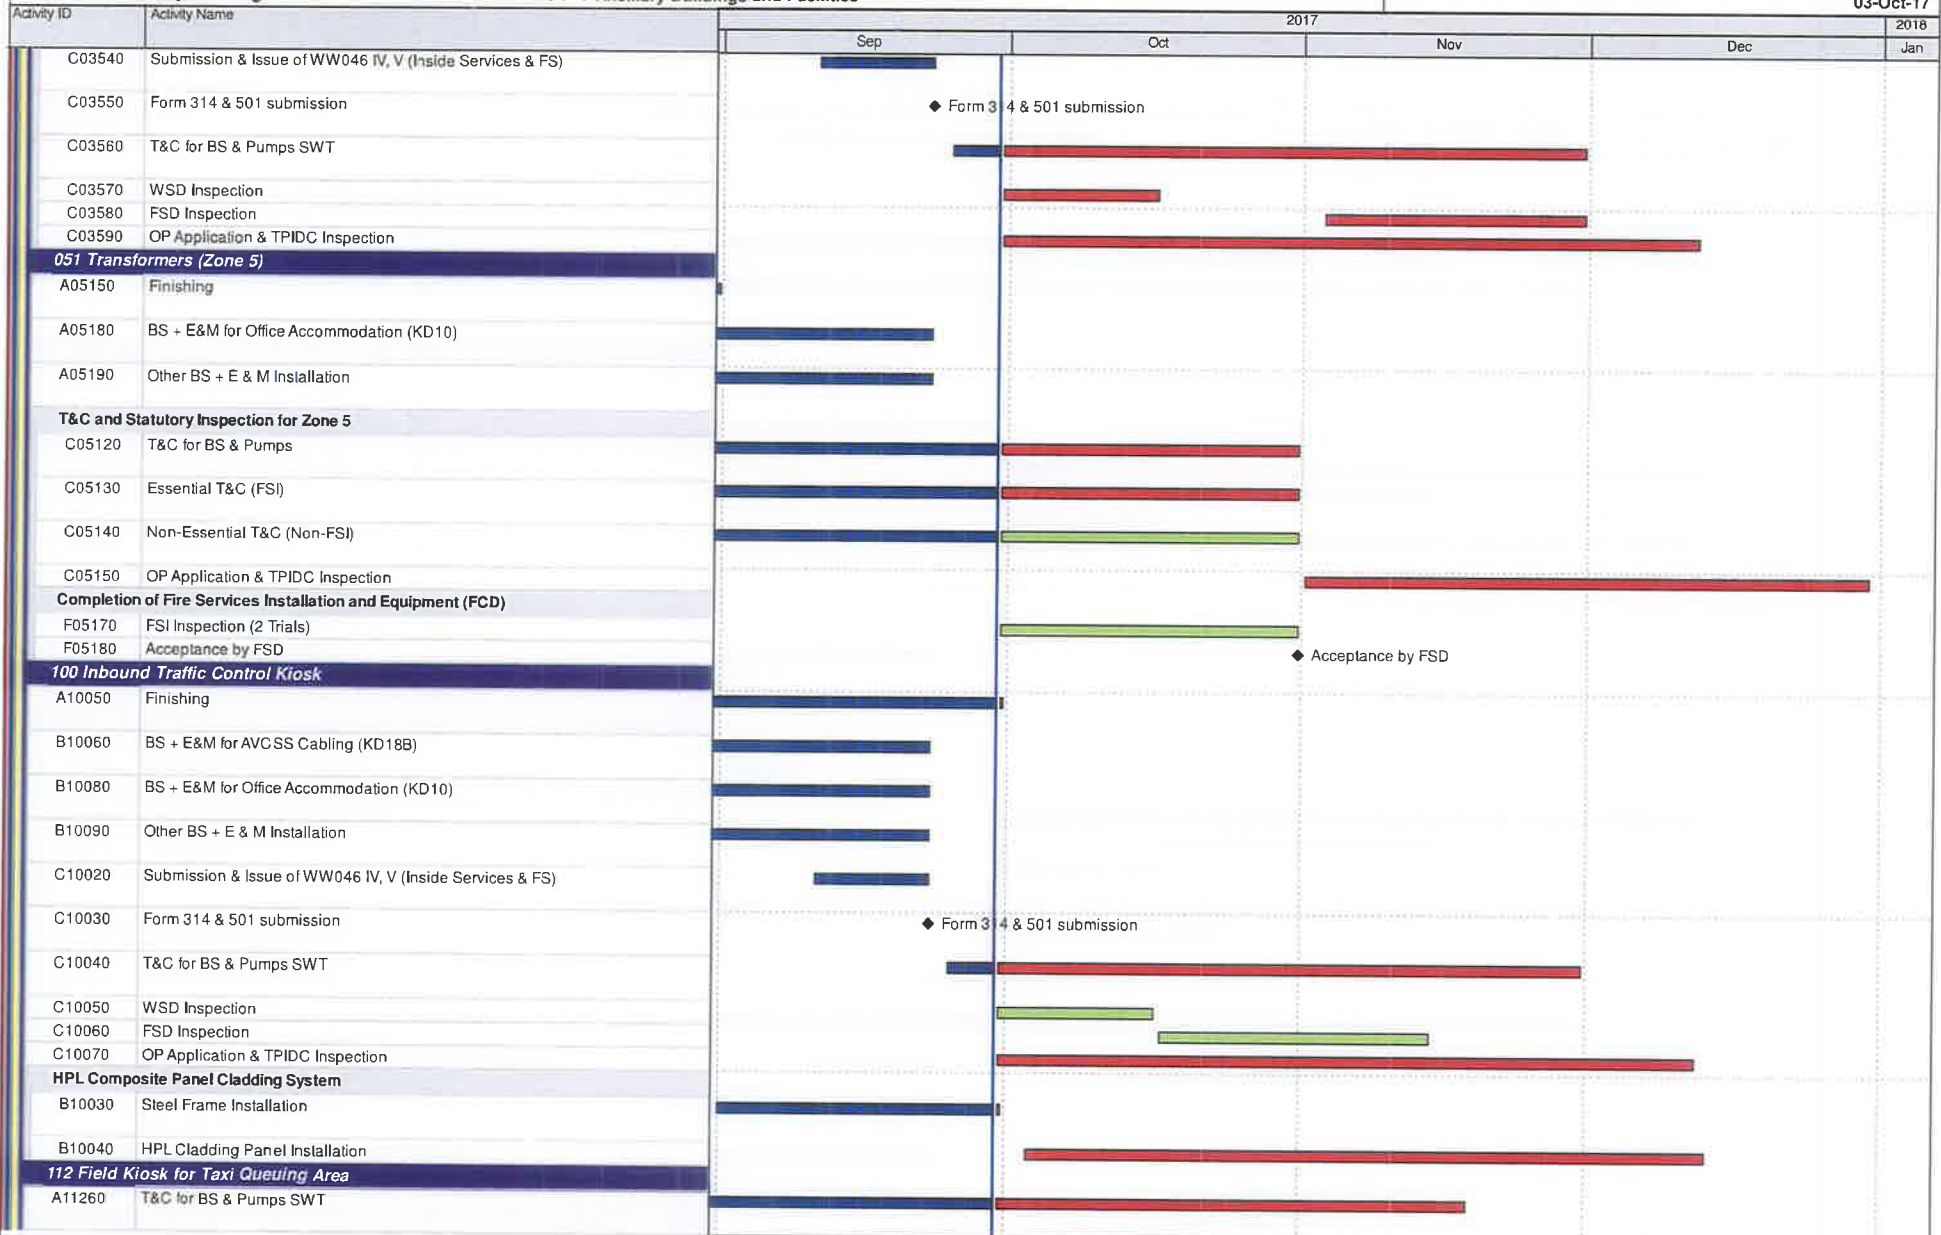 Ancillary Buildings and Facilities
03-Oct-17
Activity ID Activity Name 2017 2018
Sep Oct Nov Dec Jan
C03540 Submission & Issue of WW046 IV, V (Inside Services & FS)
C03550 Form 314 & 501 submission Form 314 & 501 submission
C03560 T&C for BS & Pumps SWT
C03570 WSD Inspection
C03580 FSD Inspection
C03590 OP Application & TPIDC Inspection
051 Transformers (Zone 5)
A05150 Finishing
A05180 BS + E&M for Office Accommodation (KD10)
A05190 Other BS + E & M Installation
T&C and Statutory Inspection for Zone 5
C05120 T&C for BS & Pumps
C05130 Essential T&C (FSI)
C05140 Non-Essential T&C (Non-FSI)
C05150 OP Application & TPIDC Inspection
Completion of Fire Services Installation and Equipment (FCD)
F05170 FSI Inspection (2 Trials)
F05180 Acceptance by FSD Acceptance by FSD
100 Inbound Traffic Control Kiosk
A10050 Finishing
B10060 BS + E&M for AVCSS Cabling (KD18B)
B10080 BS + E&M for Office Accommodation (KD10)
B10090 Other BS + E & M Installation
C10020 Submission & Issue of WW046 IV, V (Inside Services & FS)
C10030 Form 314 & 501 submission Form 314 & 501 submission
C10040 T&C for BS & Pumps SWT
C10050 WSD Inspection
C10060 FSD Inspection
C10070 OP Application & TPIDC Inspection
HPL Composite Panel Cladding System
B10030 Steel Frame Installation
B10040 HPL Cladding Panel Installation
112 Field Kiosk for Taxi Queuing Area
A11260 T&C for BS & Pumps SWT